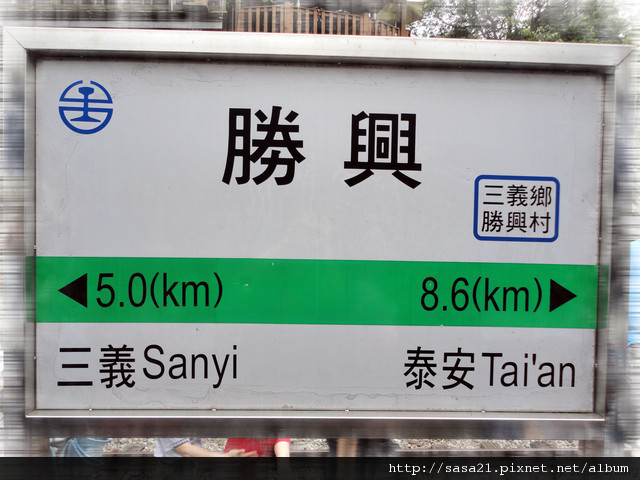 勝興
三義鄉
勝興村
◀5.0(km) 8.6(km)▶
三義Sanyi 泰安Tai'an
http://sasa21.pixnet.net/album